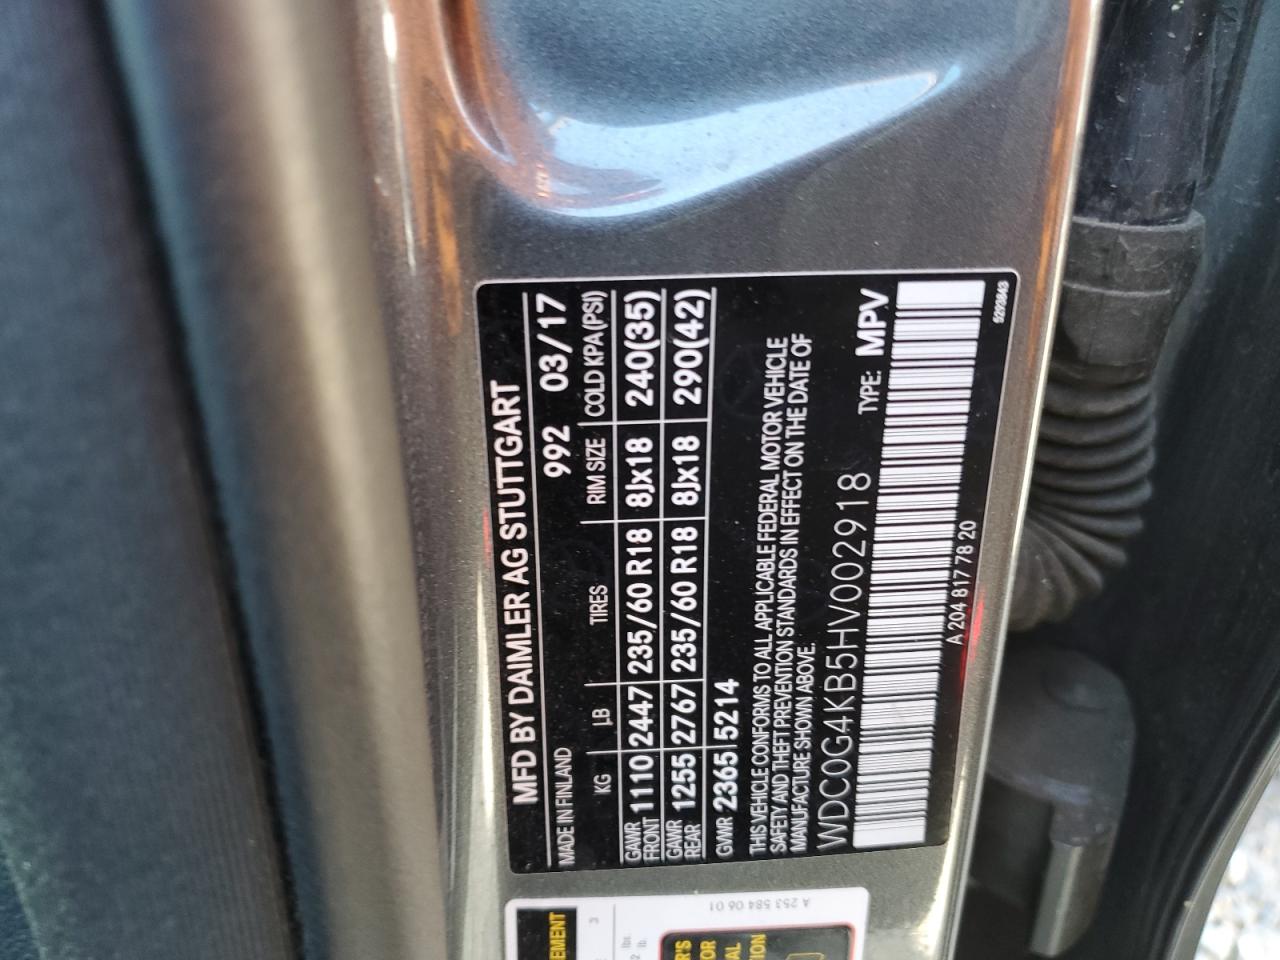 MFD BY DAIMLER AG STUTTGART
MADE IN FINLAND 992 03/17
KG LB TIRES RIM SIZE COLD KPA(PSI)
GAWR FRONT 1110 2447 235/60 R18 8Jx18 240(35)
GAWR REAR 1255 2767 235/60 R18 8Jx18 290(42)
GVWR 2365 5214
THIS VEHICLE CONFORMS TO ALL APPLICABLE FEDERAL MOTOR VEHICLE
SAFETY AND THEFT PREVENTION STANDARDS IN EFFECT ON THE DATE OF
MANUFACTURE SHOWN ABOVE.
WDC0G4KB5HV002918 TYPE: MPV
A 204 817 78 20
5293843
A 253 584 06 01